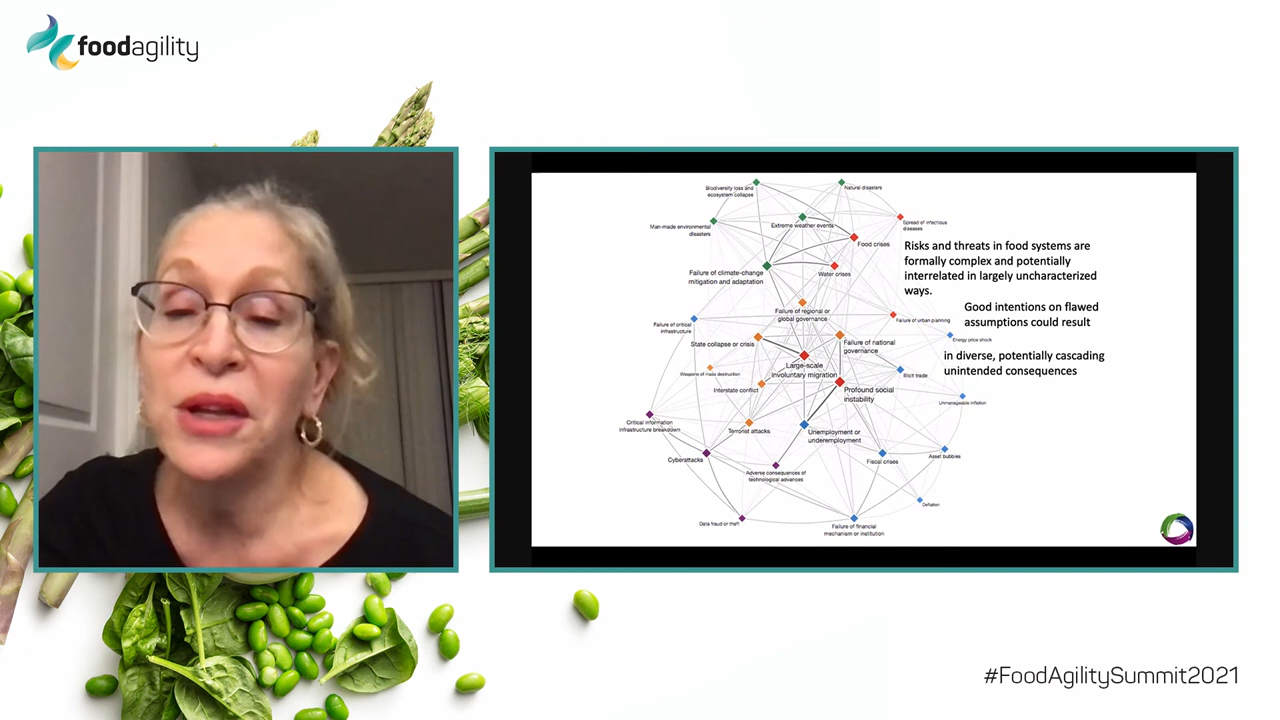 foodagility
Biodiversity loss and
ecosystem collapse
Natural disasters
Man-made environmental
disasters
Extreme weather events
Spread of infectious
diseases
Food crises
Risks and threats in food systems are
formally complex and potentially
interrelated in largely uncharacterized
ways.
Failure of climate-change
mitigation and adaptation
Water crises
Good intentions on flawed
assumptions could result
Failure of regional or
global governance
Failure of critical
infrastructure
Failure of urban planning
State collapse or crisis
Failure of national
governance
Energy price shock
in diverse, potentially cascading
unintended consequences
Large-scale
involuntary migration
Weapons of mass destruction
Illicit trade
Interstate conflict
Profound social
instability
Unmanageable inflation
Critical information
infrastructure breakdown
Terrorist attacks
Unemployment or
underemployment
Cyberattacks
Fiscal crises
Asset bubbles
Adverse consequences of
technological advances
Deflation
Data fraud or theft
Failure of financial
mechanism or institution
#FoodAgilitySummit2021